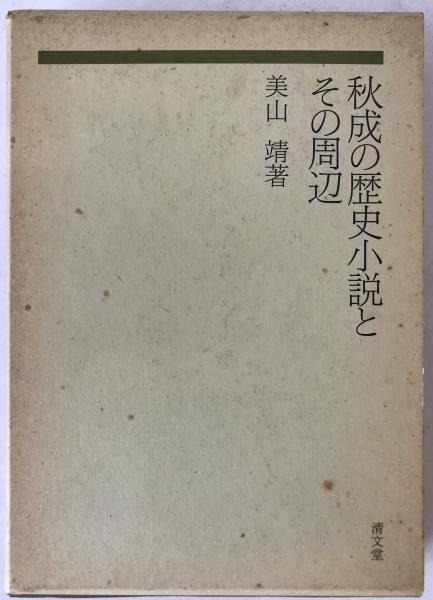 秋成の歴史小説と
その周辺
美山 靖著
清文堂